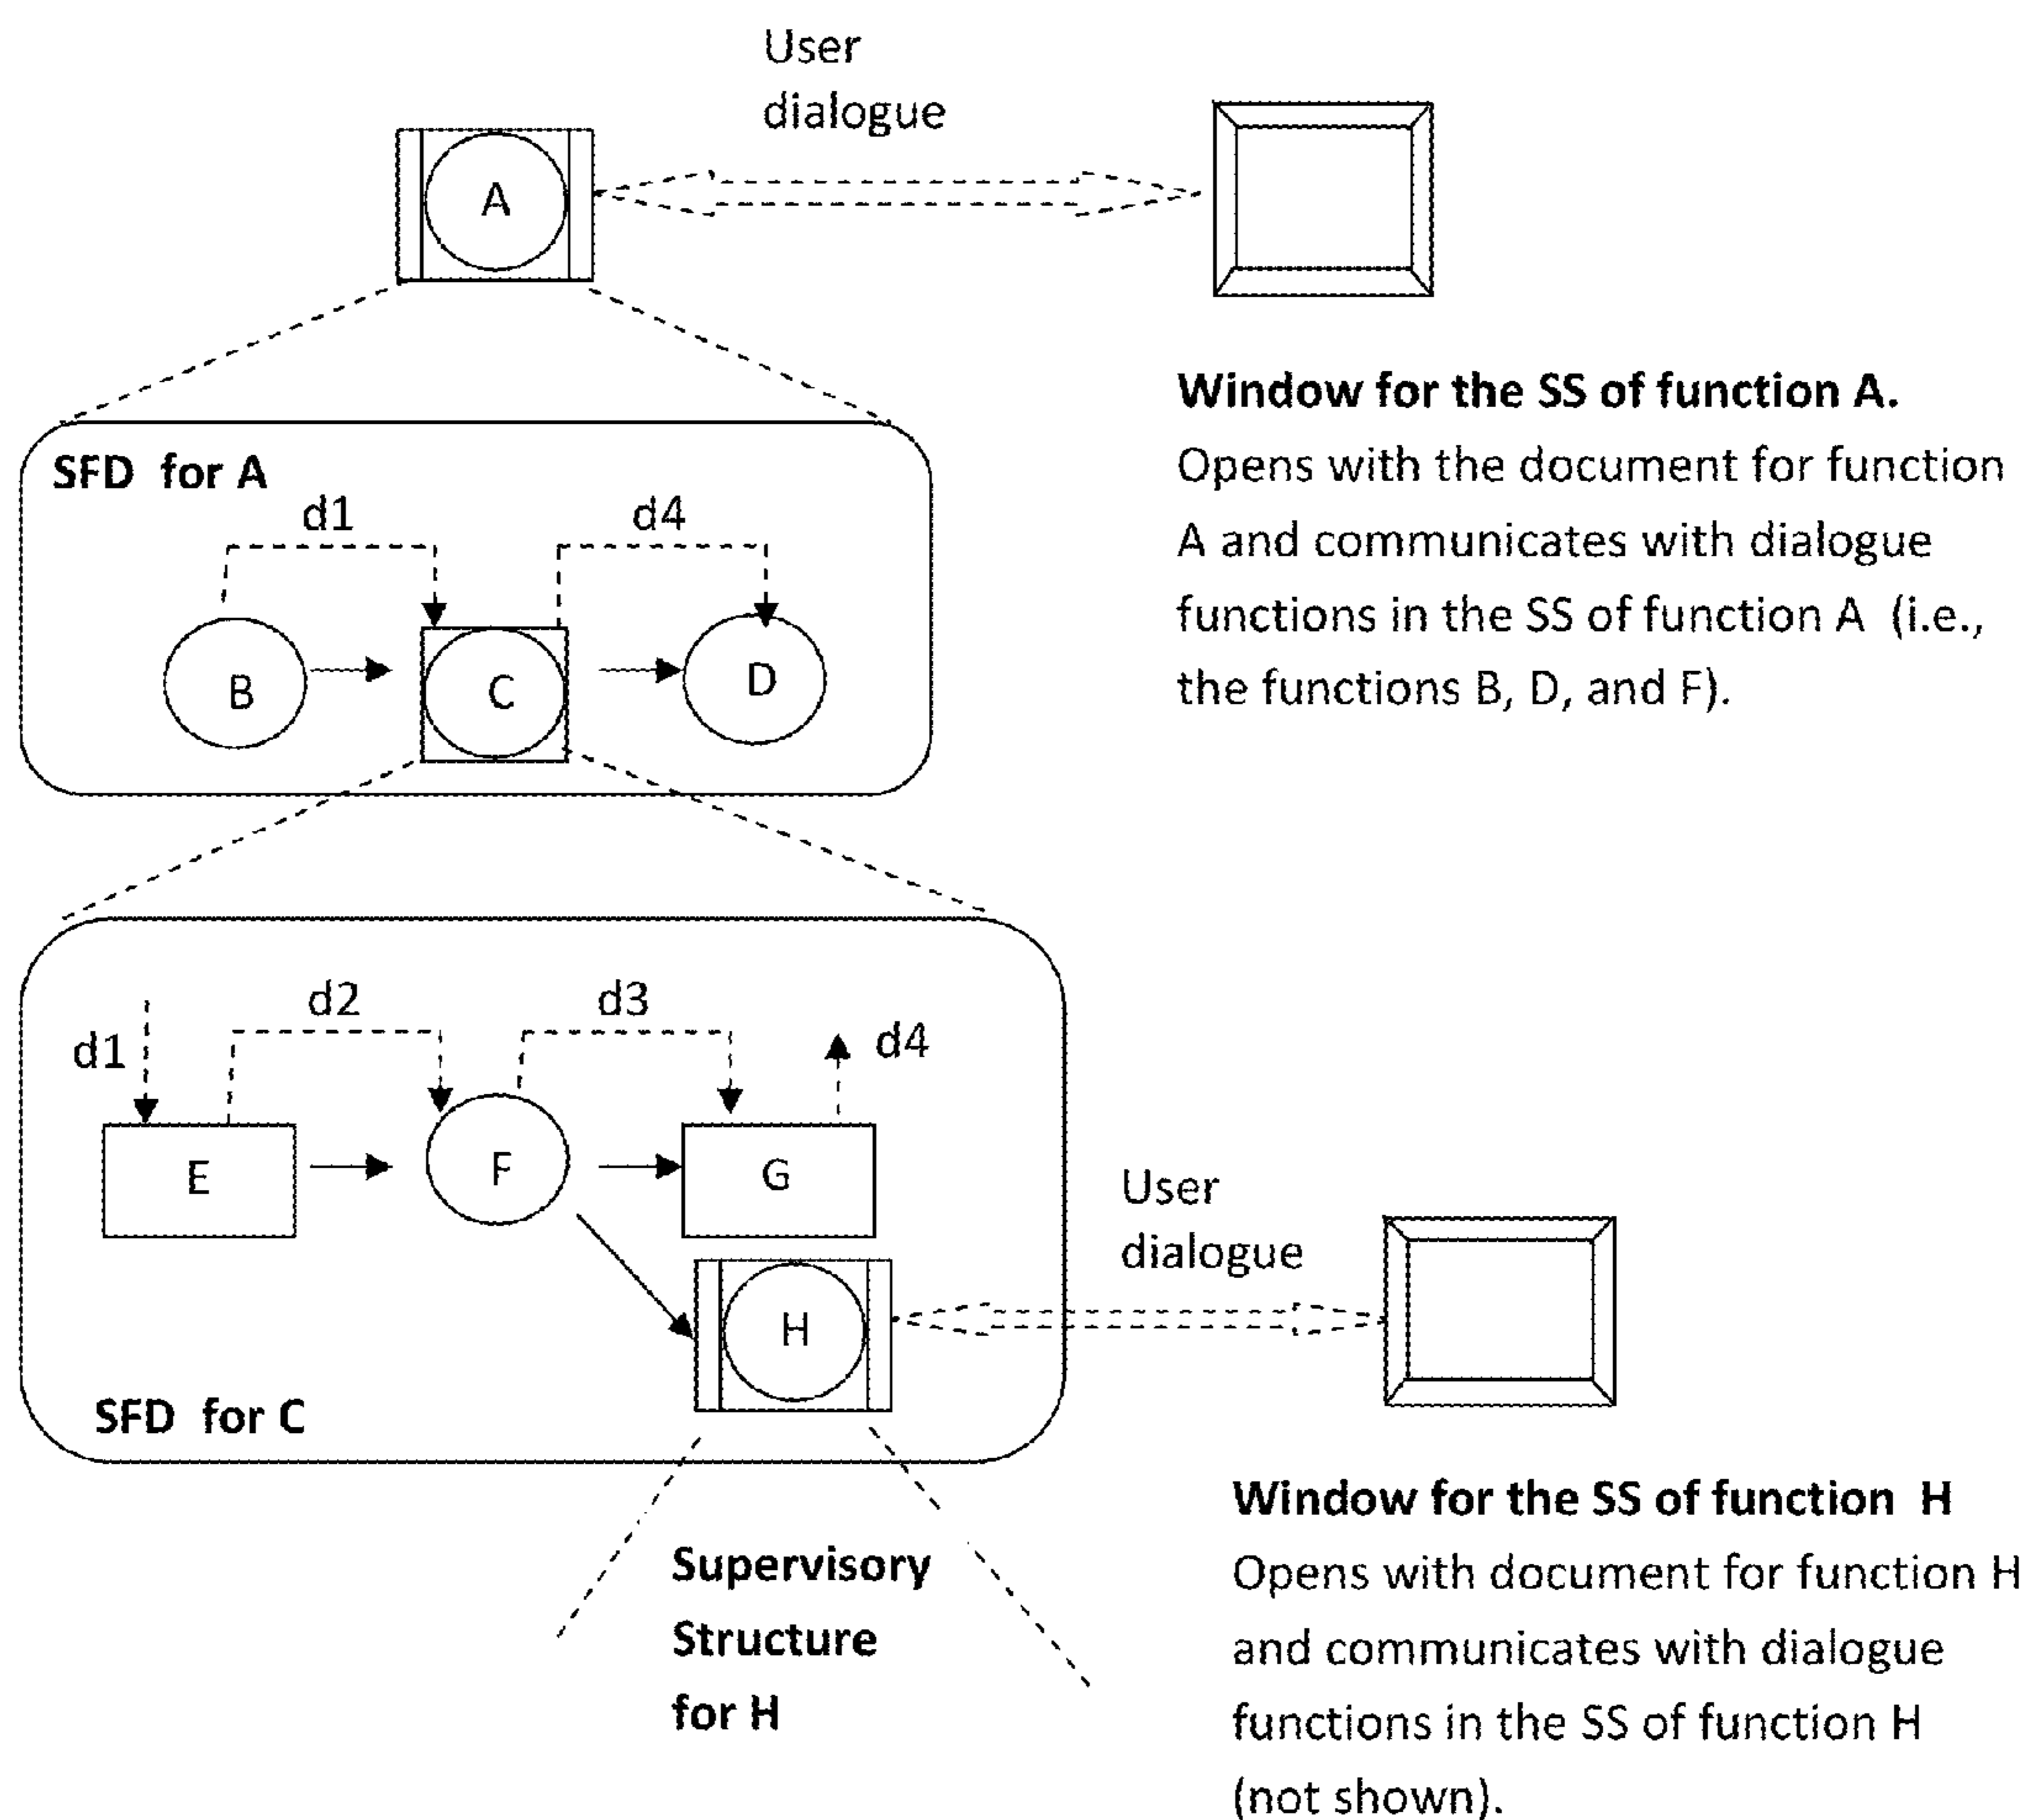 User
dialogue
A
Window for the SS of function A.
Opens with the document for function
A and communicates with dialogue
functions in the SS of function A (i.e.,
the functions B, D, and F).
SFD for A
d1
d4
B
C
D
d2
d3
d1
d4
E
F
G
H
SFD for C
User
dialogue
Supervisory
Structure
for H
Window for the SS of function H
Opens with document for function H
and communicates with dialogue
functions in the SS of function H
(not shown).